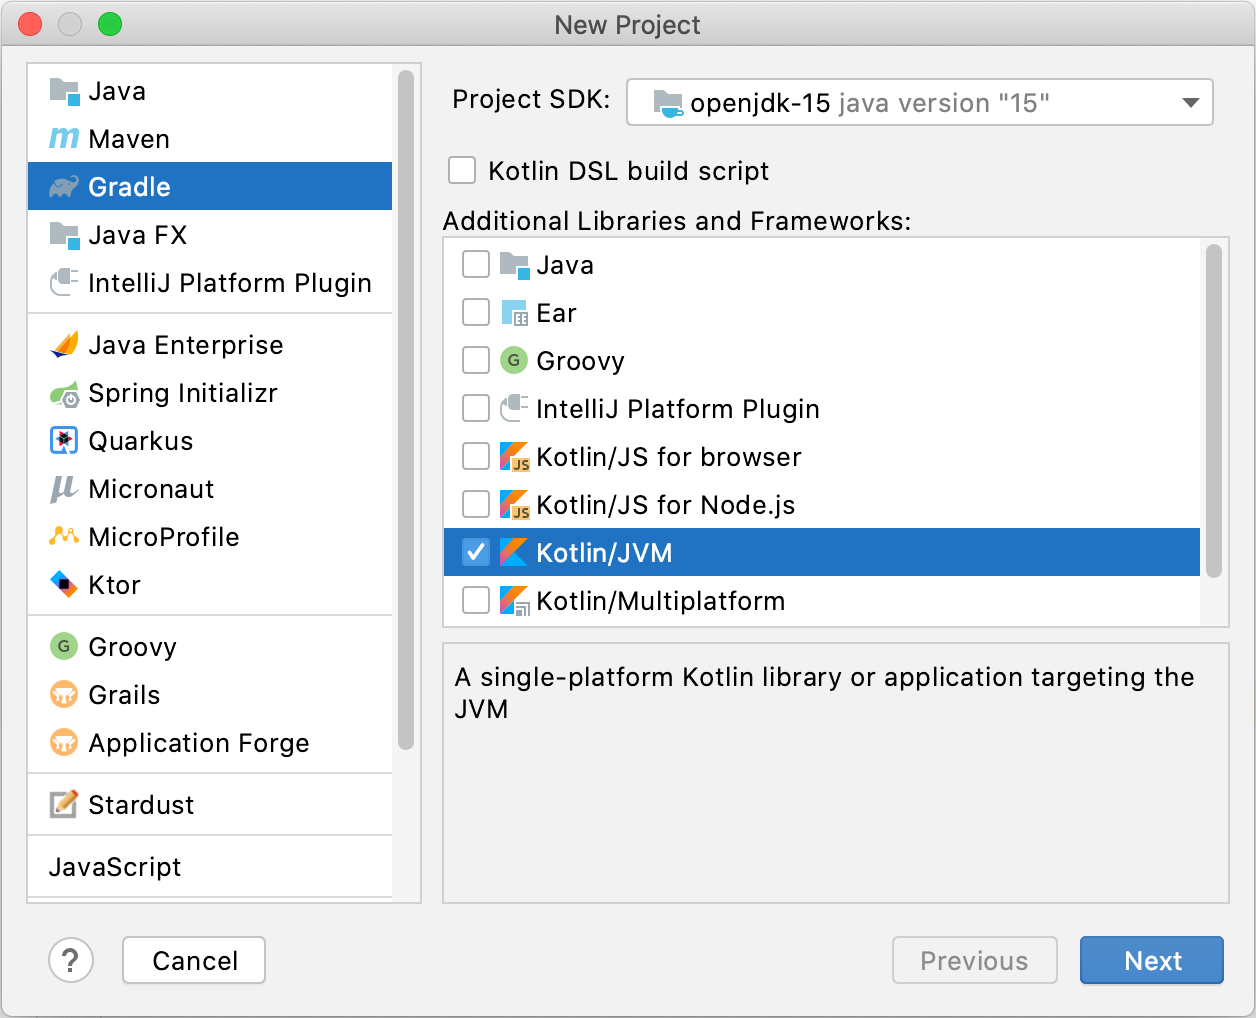 New Project
Java
Maven
Gradle
Java FX
IntelliJ Platform Plugin
Java Enterprise
Spring Initializr
Quarkus
Micronaut
MicroProfile
Ktor
G Groovy
Grails
Application Forge
Stardust
JavaScript
Project SDK: openjdk-15 java version "15"
Kotlin DSL build script
Additional Libraries and Frameworks:
Java
Ear
G Groovy
IntelliJ Platform Plugin
JS Kotlin/JS for browser
JS Kotlin/JS for Node.js
Kotlin/JVM
Kotlin/Multiplatform
A single-platform Kotlin library or application targeting the
JVM
? Cancel Previous Next